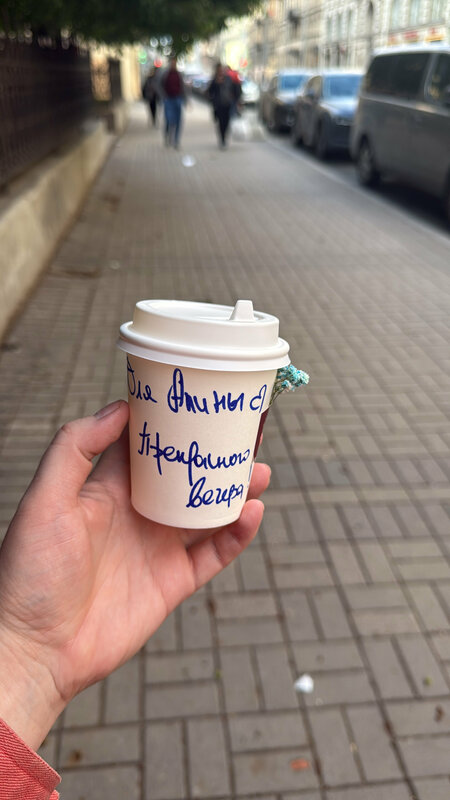 Для Алины :)
Прекрасного
вечера